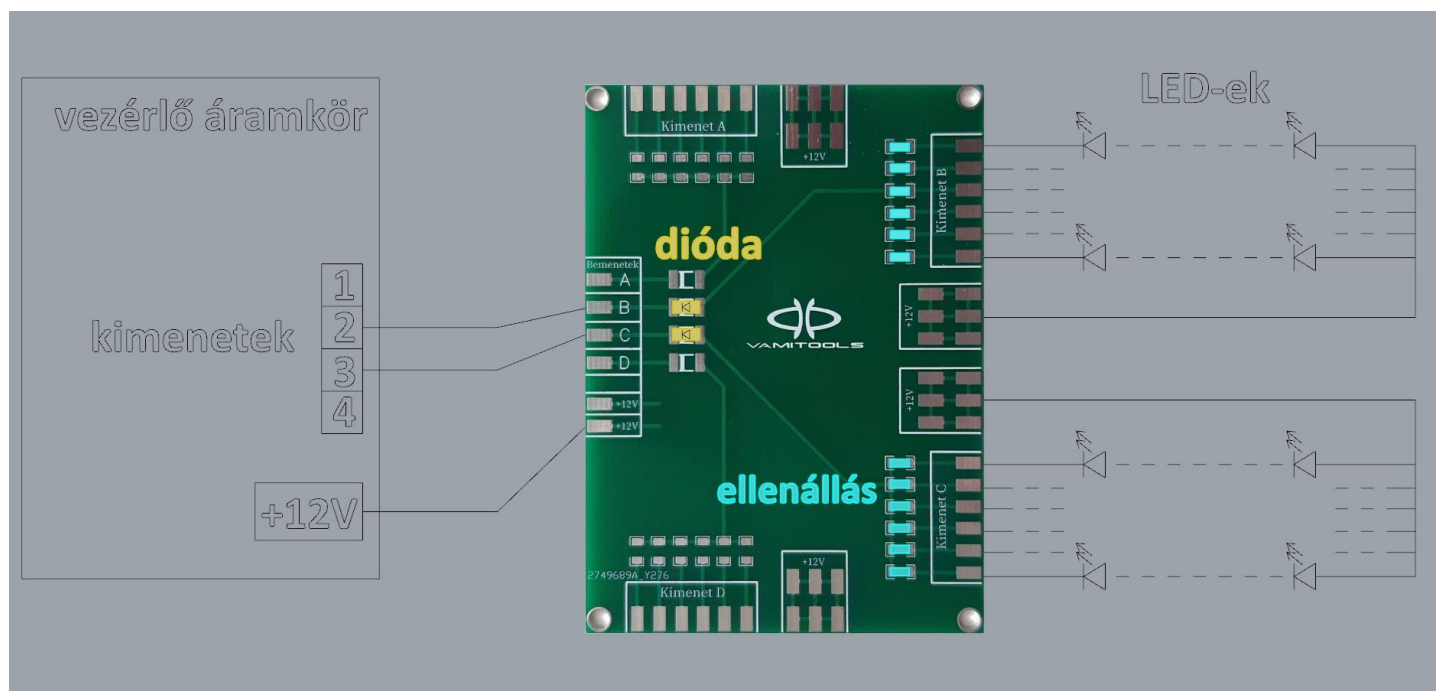 vezérlő áramkör
kimenetek
1
2
3
4
+12V
Kimenet A
+12V
dióda
Bemenetek
A
B
C
D
+12V
+12V
VAMITOOLS
Kimenet B
+12V
+12V
ellenállás
Kimenet C
2749689A_Y276
Kimenet D
+12V
LED-ek